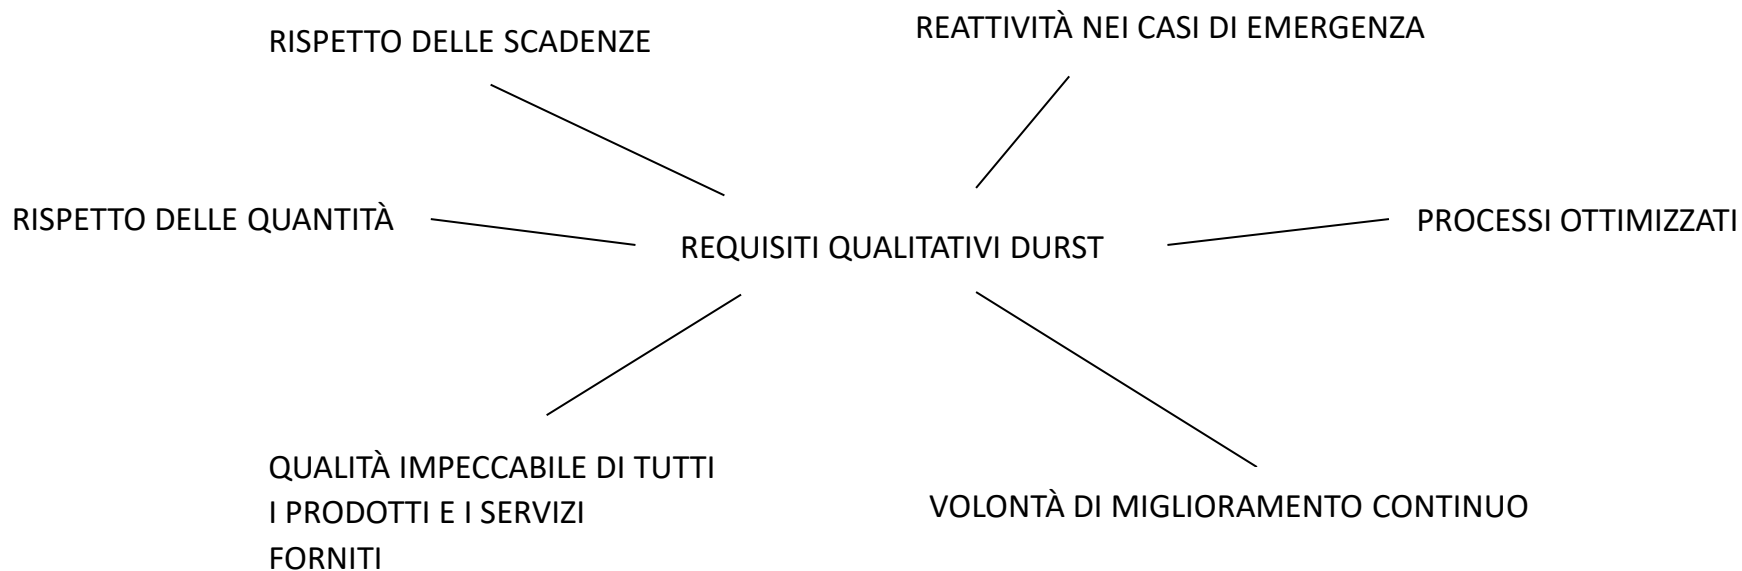 RISPETTO DELLE SCADENZE
REATTIVITÀ NEI CASI DI EMERGENZA
RISPETTO DELLE QUANTITÀ
REQUISITI QUALITATIVI DURST
PROCESSI OTTIMIZZATI
QUALITÀ IMPECCABILE DI TUTTI
I PRODOTTI E I SERVIZI
FORNITI
VOLONTÀ DI MIGLIORAMENTO CONTINUO